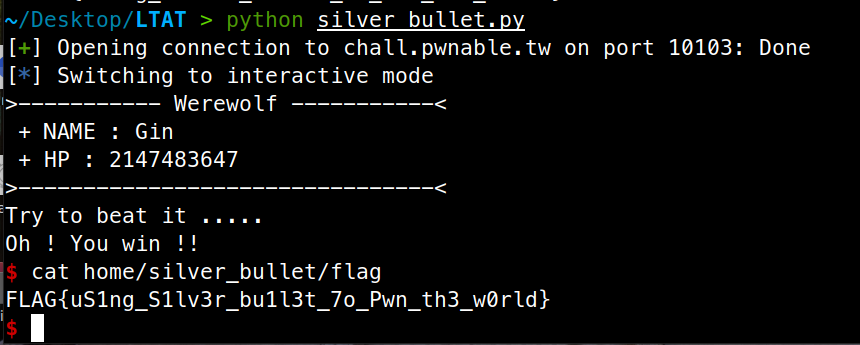 ~/Desktop/LTAT > python silver_bullet.py
[+] Opening connection to chall.pwnable.tw on port 10103: Done
[*] Switching to interactive mode
>----------- Werewolf -----------<
 + NAME : Gin
 + HP : 2147483647
>--------------------------------<
Try to beat it .....
Oh ! You win !!
$ cat home/silver_bullet/flag
FLAG{uS1ng_S1lv3r_bu1l3t_7o_Pwn_th3_w0rld}
$